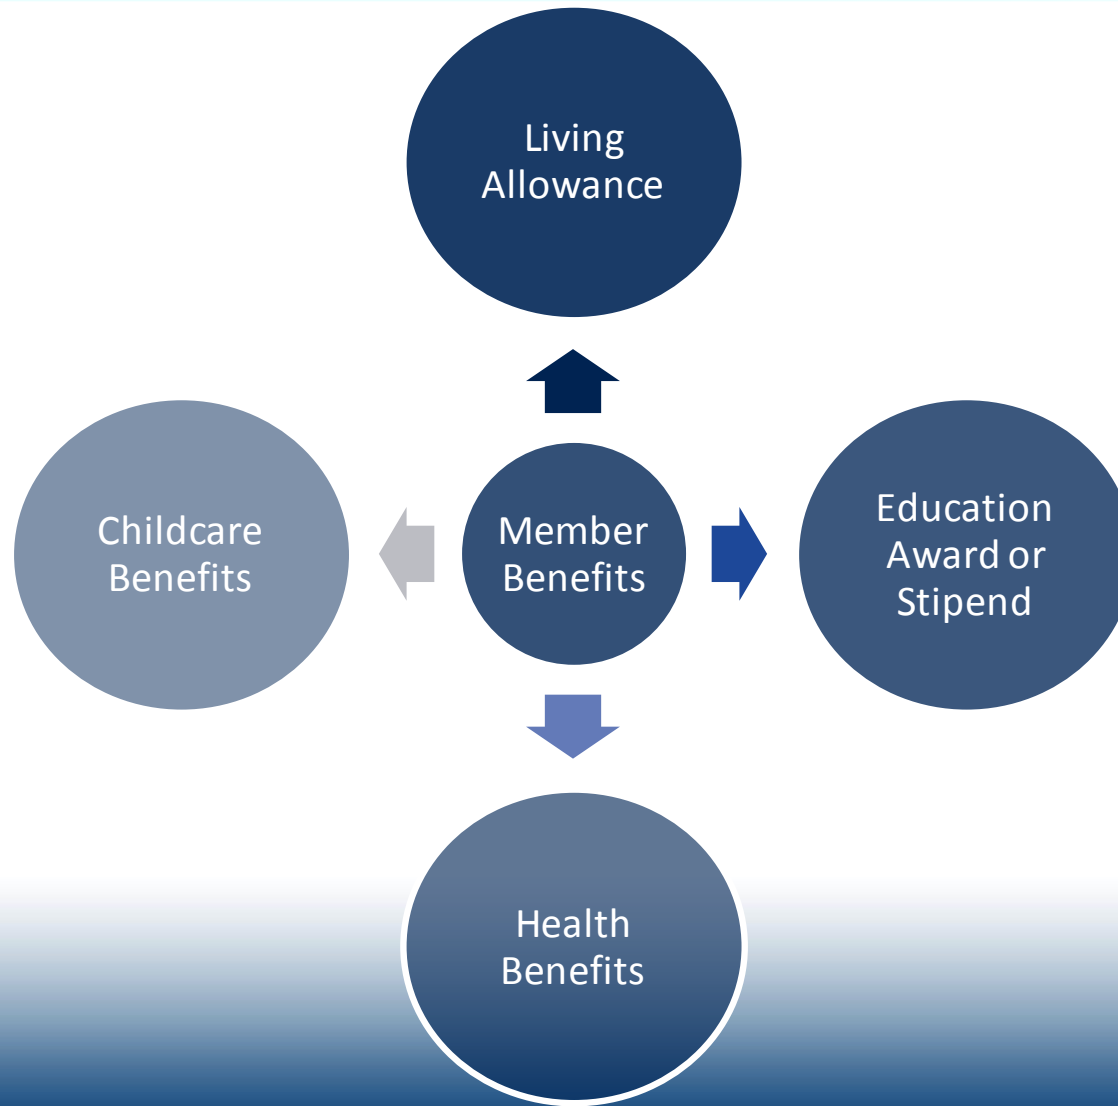 Living
Allowance
Childcare
Benefits
Member
Benefits
Education
Award or
Stipend
Health
Benefits